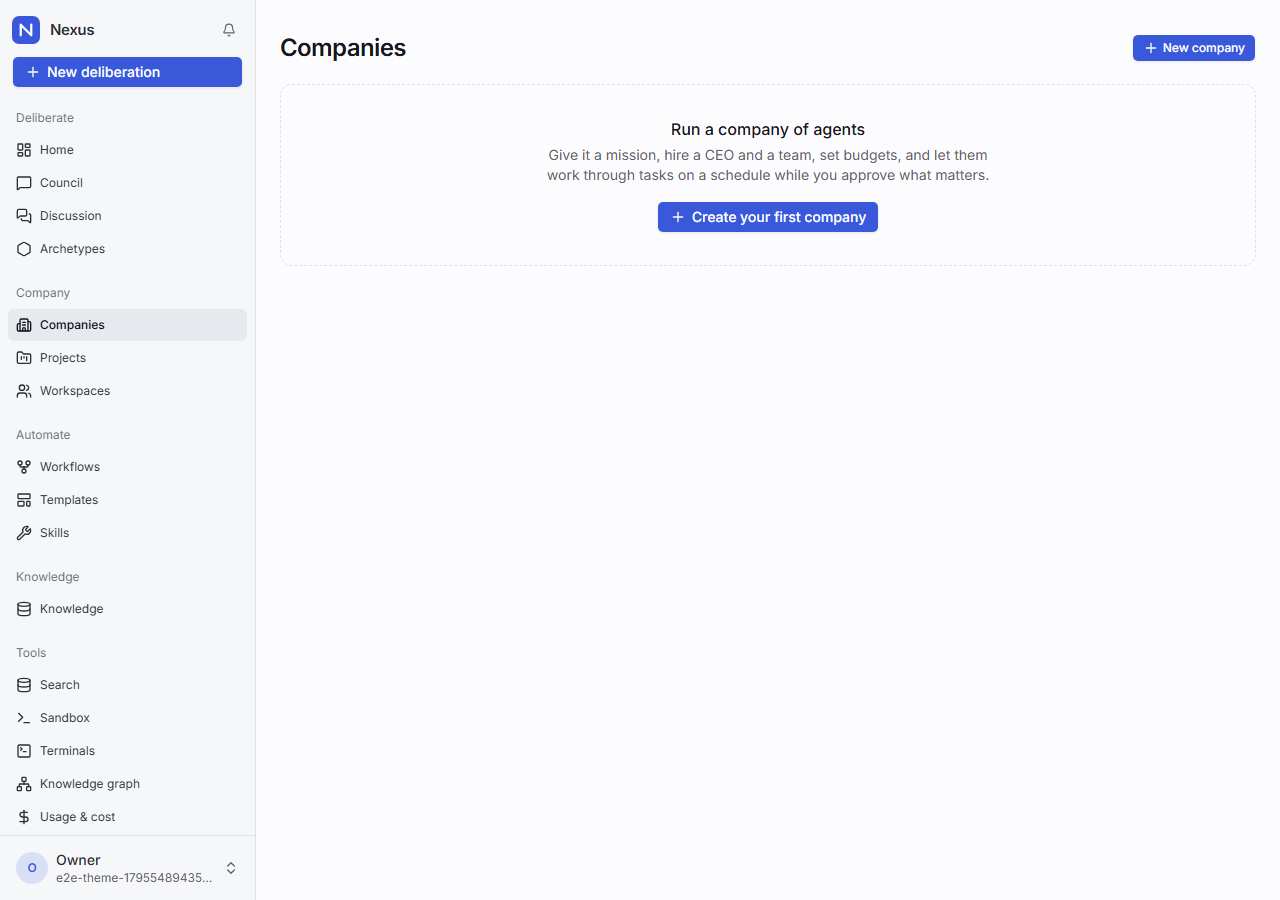 Nexus
New deliberation
Deliberate
Home
Council
Discussion
Archetypes
Company
Companies
Projects
Workspaces
Automate
Workflows
Templates
Skills
Knowledge
Knowledge
Tools
Search
Sandbox
Terminals
Knowledge graph
Usage & cost
O
Owner
e2e-theme-17955489435...
Companies
New company
Run a company of agents
Give it a mission, hire a CEO and a team, set budgets, and let them
work through tasks on a schedule while you approve what matters.
Create your first company